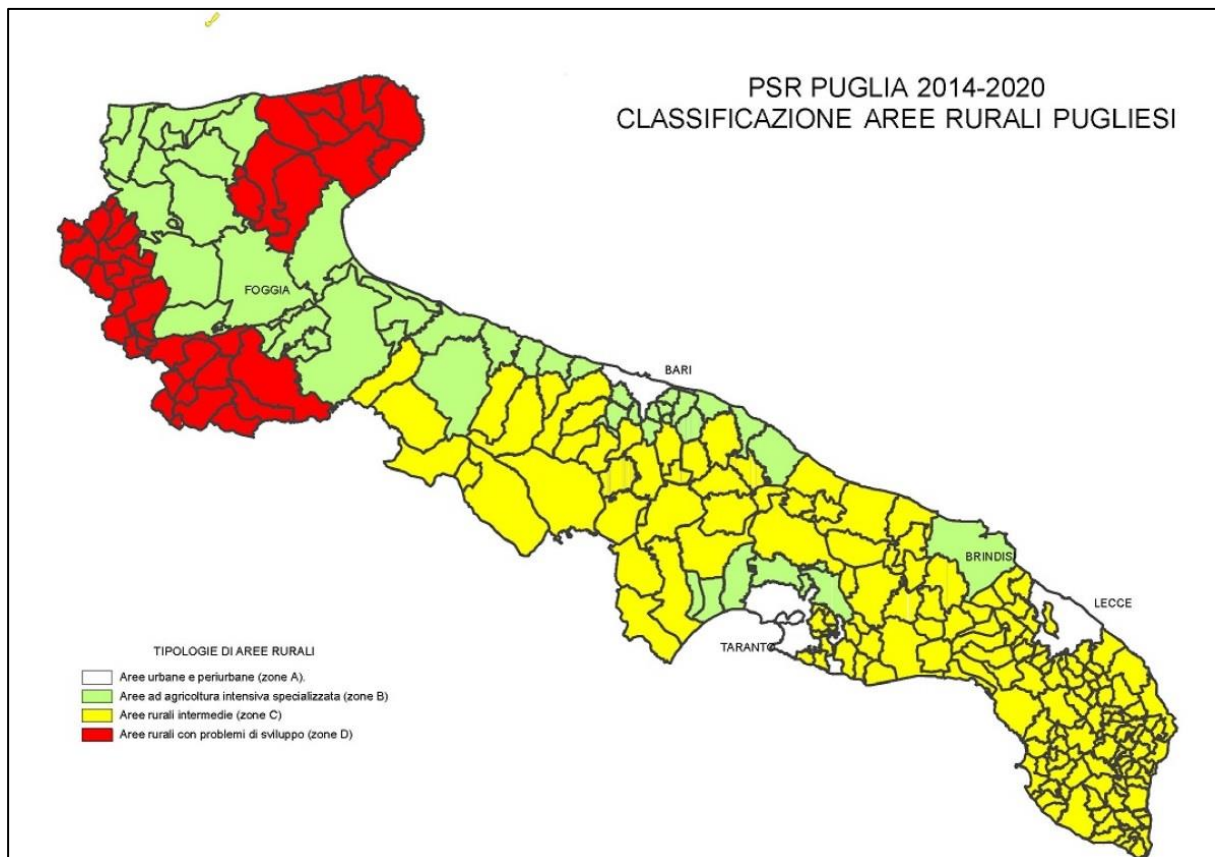 PSR PUGLIA 2014-2020
CLASSIFICAZIONE AREE RURALI PUGLIESI
FOGGIA
BARI
BRINDISI
LECCE
TARANTO
TIPOLOGIE DI AREE RURALI
Aree urbane e periurbane (zone A).
Aree ad agricoltura intensiva specializzata (zone B)
Aree rurali intermedie (zone C)
Aree rurali con problemi di sviluppo (zone D)